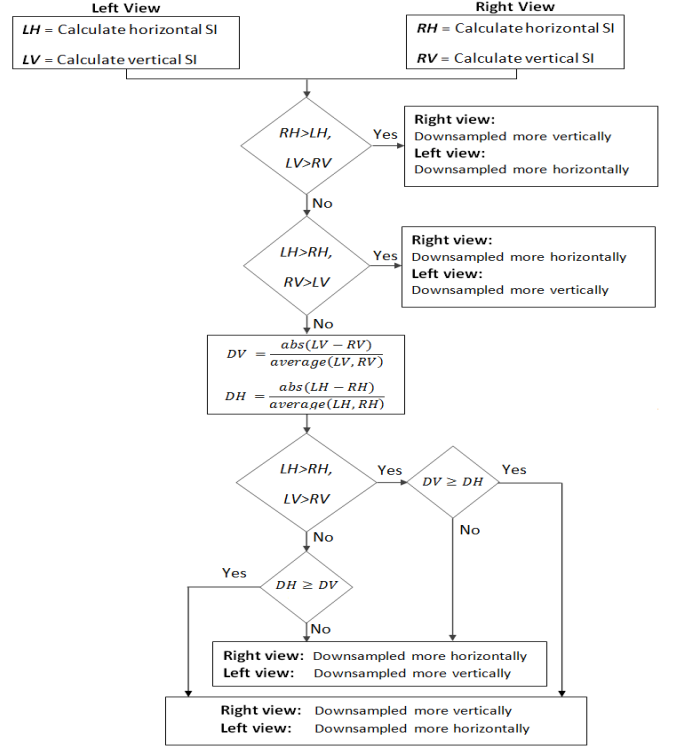 Left View
LH = Calculate horizontal SI
LV = Calculate vertical SI
Right View
RH = Calculate horizontal SI
RV = Calculate vertical SI
RH>LH,
LV>RV
Yes
Right view:
Downsampled more vertically
Left view:
Downsampled more horizontally
No
LH>RH,
RV>LV
Yes
Right view:
Downsampled more horizontally
Left view:
Downsampled more vertically
No
DV = abs(LV − RV) / average(LV, RV)
DH = abs(LH − RH) / average(LH, RH)
LH>RH,
LV>RV
Yes
DV ≥ DH
Yes
No
No
DH ≥ DV
Yes
No
Right view: Downsampled more horizontally
Left view: Downsampled more vertically
Right view: Downsampled more vertically
Left view: Downsampled more horizontally